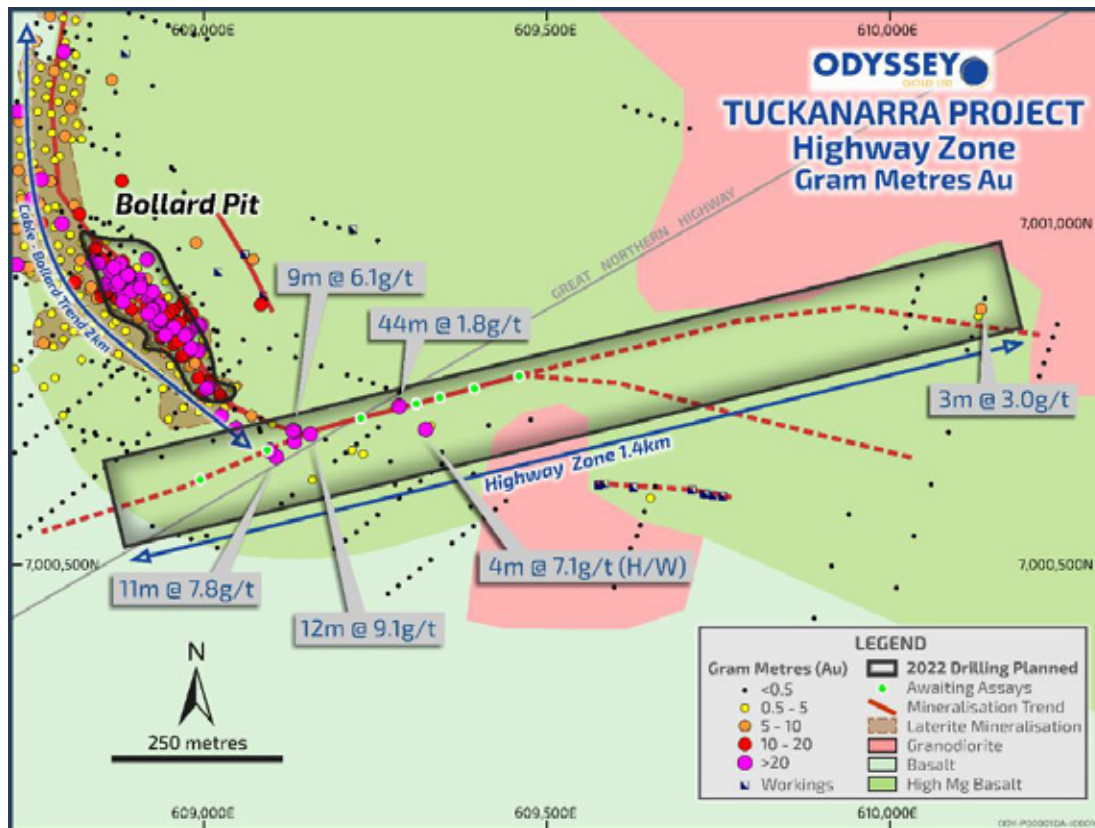 609,000E
609,500E
610,000E
ODYSSEY
GOLD LTD
TUCKANARRA PROJECT
Highway Zone
Gram Metres Au
Bollard Pit
Cable - Bollard Trend 2km
GREAT NORTHERN HIGHWAY
7,001,000N
9m @ 6.1g/t
44m @ 1.8g/t
3m @ 3.0g/t
Highway Zone 1.4km
7,000,500N
7,000,500N
11m @ 7.8g/t
4m @ 7.1g/t (H/W)
12m @ 9.1g/t
N
250 metres
LEGEND
Gram Metres (Au)
<0.5
0.5 - 5
5 - 10
10 - 20
>20
Workings
2022 Drilling Planned
Awaiting Assays
Mineralisation Trend
Laterite Mineralisation
Granodiorite
Basalt
High Mg Basalt
609,000E
609,500E
610,000E